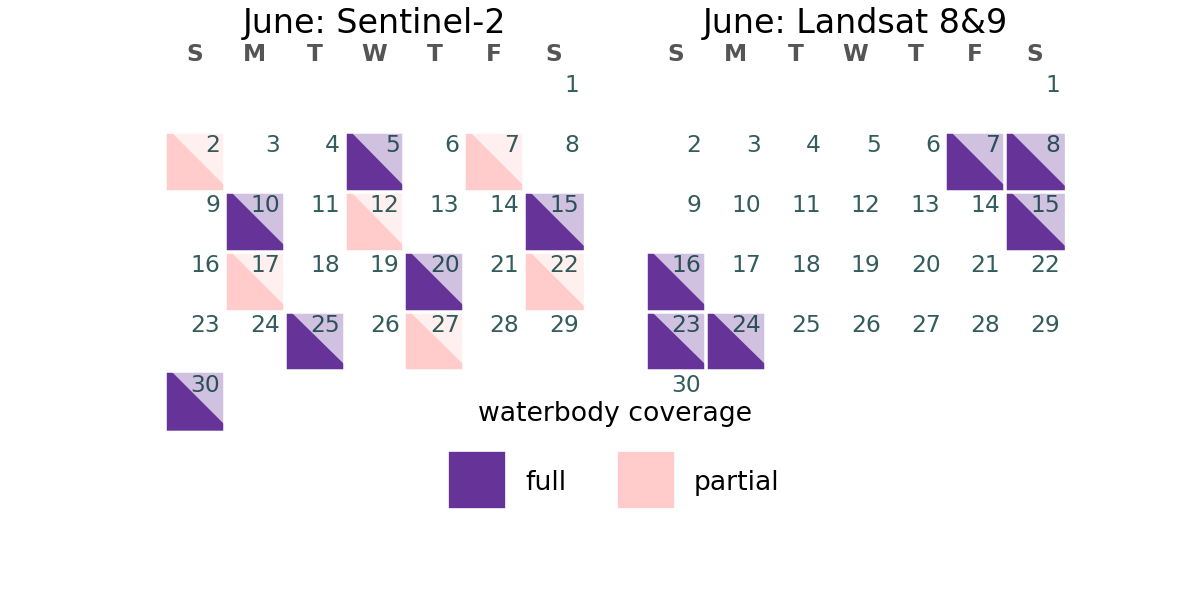 June: Sentinel-2
S M T W T F S
1
2 3 4 5 6 7 8
9 10 11 12 13 14 15
16 17 18 19 20 21 22
23 24 25 26 27 28 29
30
June: Landsat 8&9
S M T W T F S
1
2 3 4 5 6 7 8
9 10 11 12 13 14 15
16 17 18 19 20 21 22
23 24 25 26 27 28 29
30
waterbody coverage
full partial